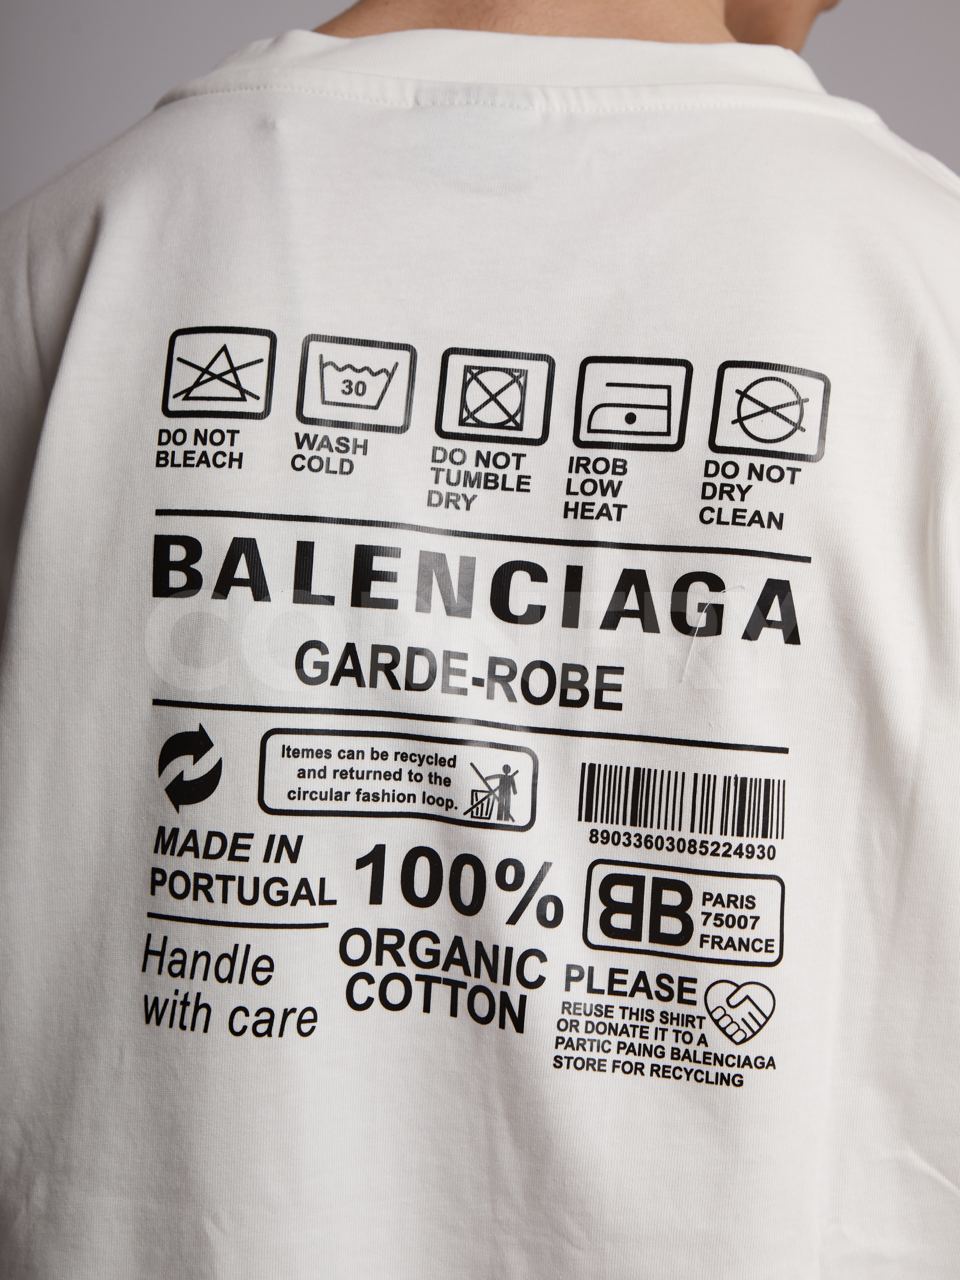 30
DO NOT
BLEACH
WASH
COLD
DO NOT
TUMBLE
DRY
IROB
LOW
HEAT
DO NOT
DRY
CLEAN
BALENCIAGA
GARDE-ROBE
Itemes can be recycled
and returned to the
circular fashion loop.
89033603085224930
MADE IN
PORTUGAL
100%
ORGANIC
COTTON
BB
PARIS
75007
FRANCE
Handle
with care
PLEASE
REUSE THIS SHIRT
OR DONATE IT TO A
PARTIC PAING BALENCIAGA
STORE FOR RECYCLING